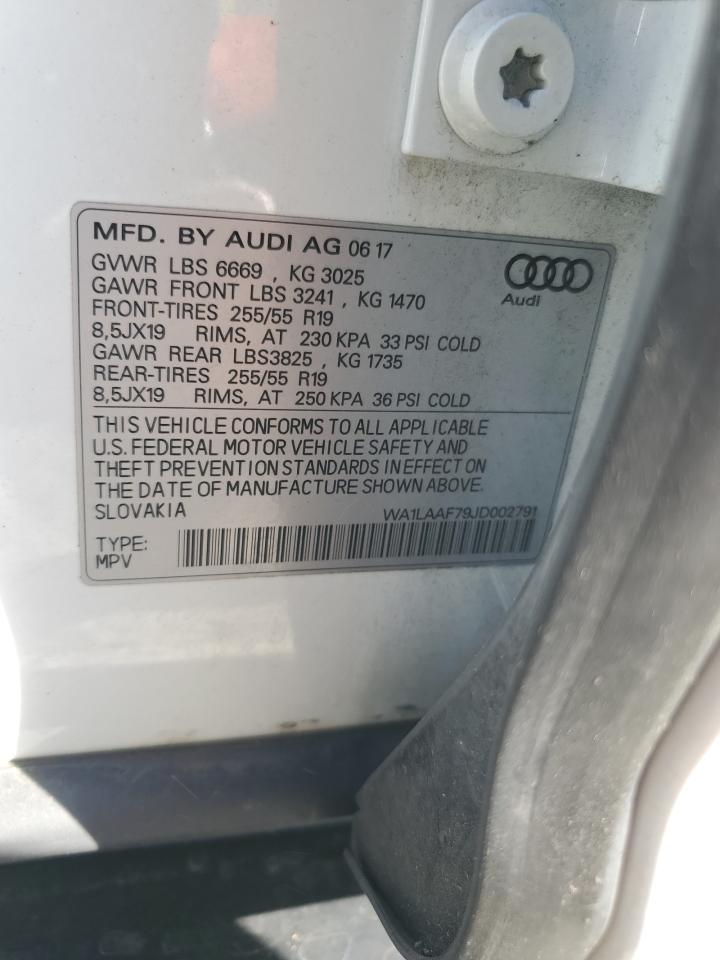 MFD. BY AUDI AG 06 17
GVWR LBS 6669 , KG 3025
GAWR FRONT LBS 3241 , KG 1470
FRONT-TIRES 255/55 R19
8,5JX19 RIMS, AT 230 KPA 33 PSI COLD
GAWR REAR LBS3825 , KG 1735
REAR-TIRES 255/55 R19
8,5JX19 RIMS, AT 250 KPA 36 PSI COLD
Audi
THIS VEHICLE CONFORMS TO ALL APPLICABLE
U.S. FEDERAL MOTOR VEHICLE SAFETY AND
THEFT PREVENTION STANDARDS IN EFFECT ON
THE DATE OF MANUFACTURE SHOWN ABOVE.
SLOVAKIA WA1LAAF79JD002791
TYPE:
MPV